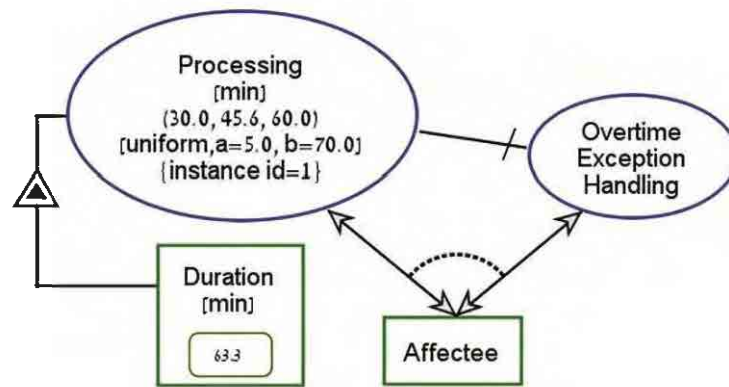 Processing
[min]
(30.0, 45.6, 60.0)
[uniform,a=5.0, b=70.0]
{instance id=1}
Overtime
Exception
Handling
Duration
[min]
63.3
Affectee